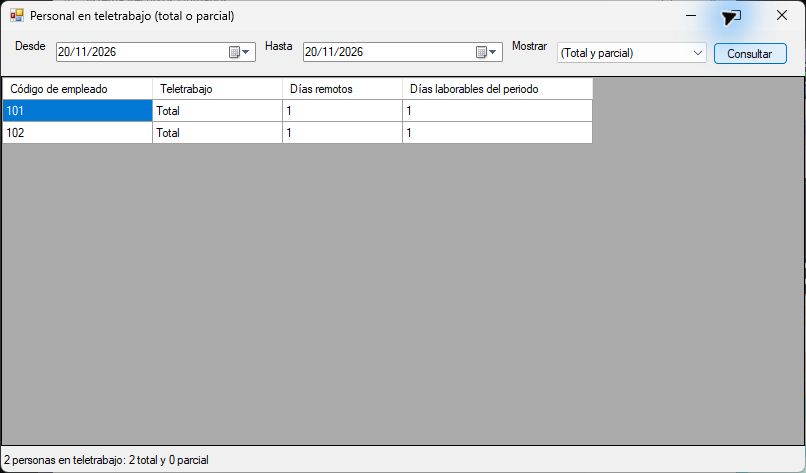 Personal en teletrabajo (total o parcial)
Desde 20/11/2026 Hasta 20/11/2026 Mostrar (Total y parcial) Consultar
Código de empleado Teletrabajo Días remotos Días laborables del periodo
101 Total 1 1
102 Total 1 1
2 personas en teletrabajo: 2 total y 0 parcial